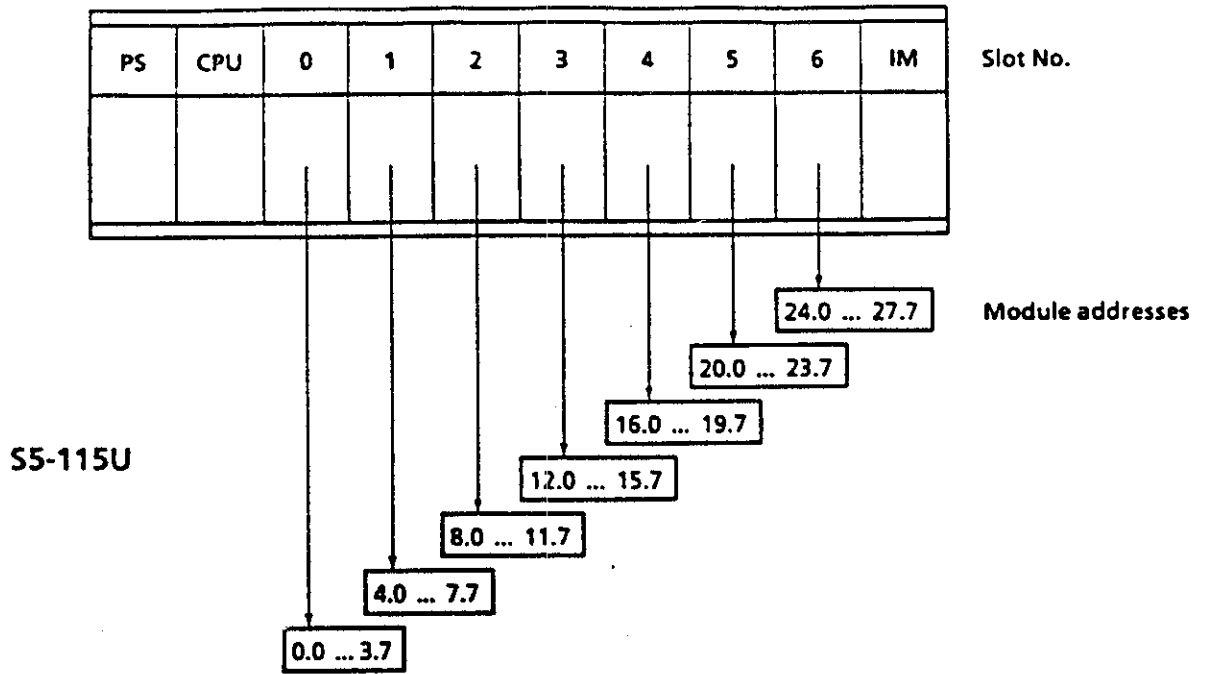 PS CPU 0 1 2 3 4 5 6 IM Slot No.
24.0 ... 27.7 Module addresses
20.0 ... 23.7
16.0 ... 19.7
S5-115U
12.0 ... 15.7
8.0 ... 11.7
4.0 ... 7.7
0.0 ... 3.7